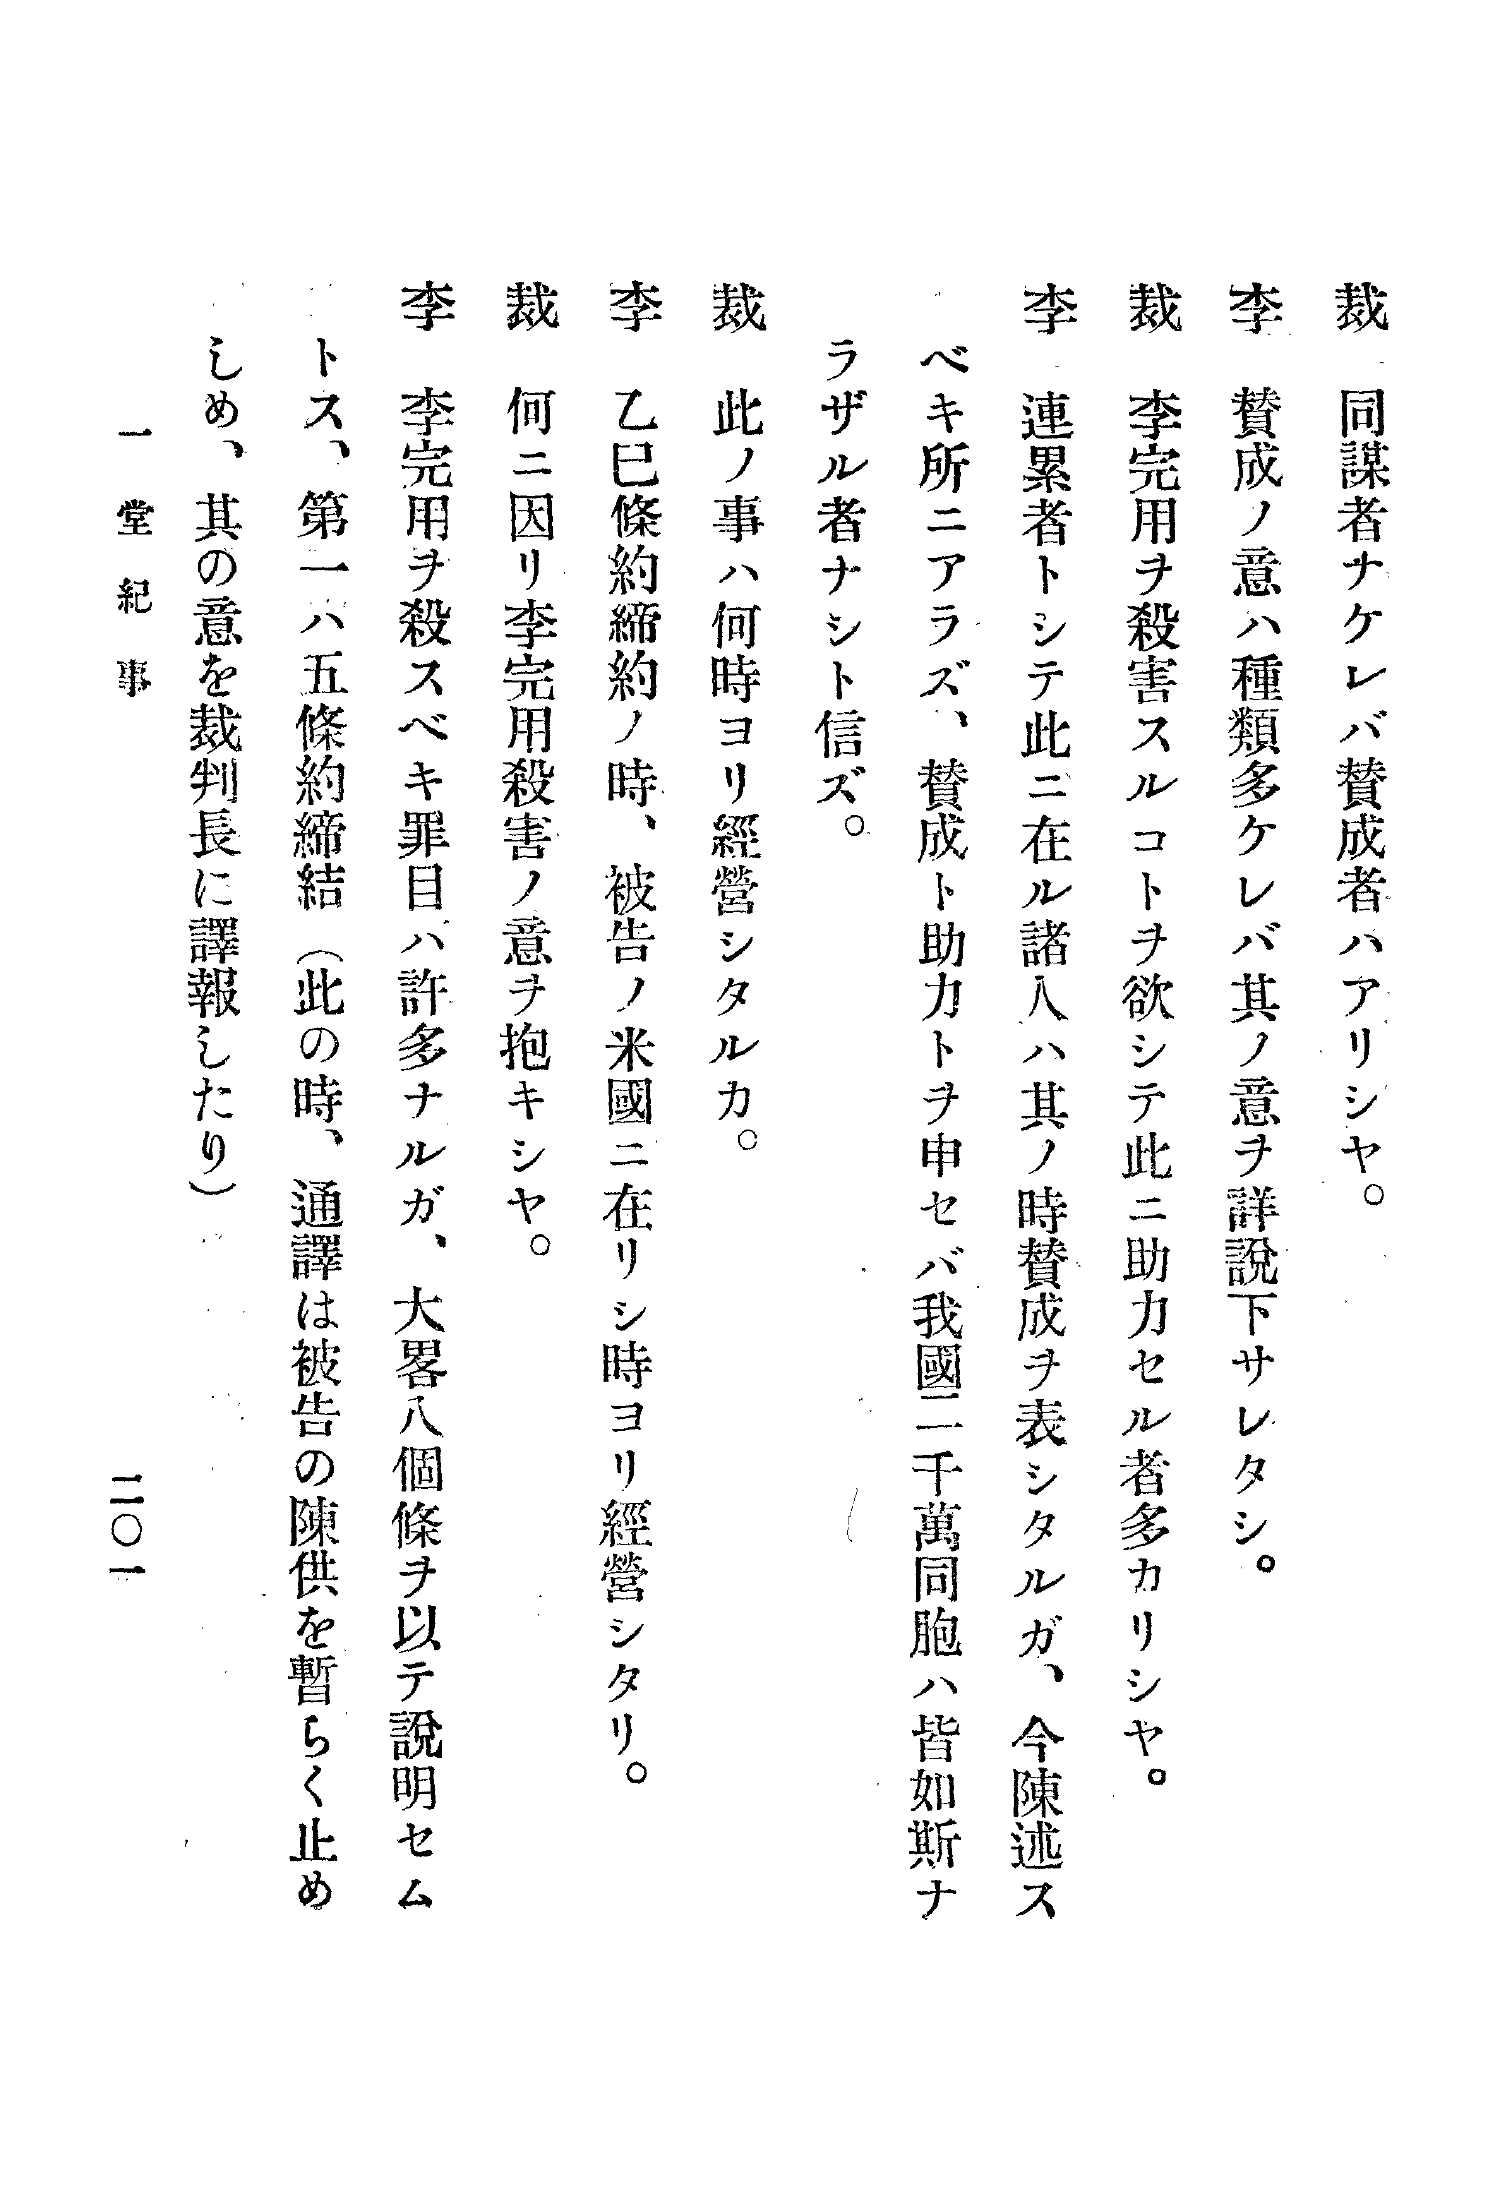 裁　同謀者ナケレバ賛成者ハアリシヤ。
李　賛成ノ意ハ種類多ケレバ其ノ意ヲ詳說下サレタシ。
裁　李完用ヲ殺害スルコトヲ欲シテ此ニ助力セル者多カリシヤ。
李　連累者トシテ此ニ在ル諸人ハ其ノ時賛成ヲ表シタルガ、今陳述ス
ベキ所ニアラズ、賛成ト助力トヲ申セバ我國二千萬同胞ハ皆如斯ナ
ラザル者ナシト信ズ。
裁　此ノ事ハ何時ヨリ經營シタルカ。
李　乙巳條約締約ノ時、被告ノ米國ニ在リシ時ヨリ經營シタリ。
裁　何ニ因リ李完用殺害ノ意ヲ抱キシヤ。
李　李完用ヲ殺スベキ罪目ハ許多ナルガ、大畧八個條ヲ以テ說明セム
トス、第一ハ五條約締結（此の時、通譯は被告の陳供を暫らく止め
しめ、其の意を裁判長に譯報したり）
一堂紀事
二〇一